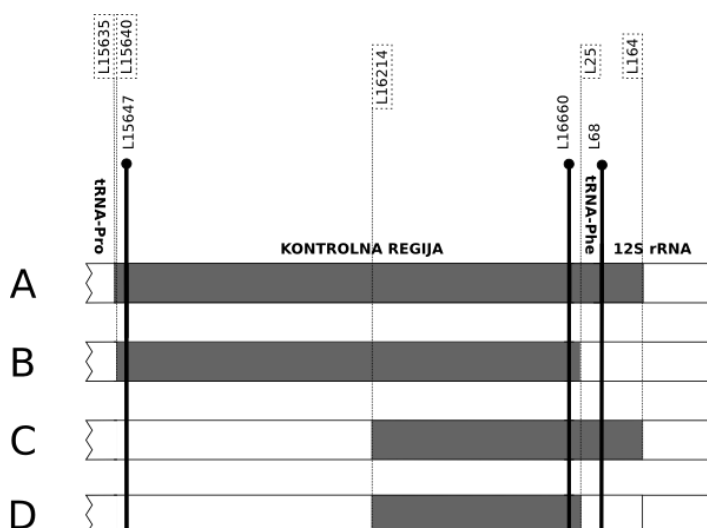 L15635
L15640
L15647
L16214
L16660
L25
L68
L164
tRNA-Pro
KONTROLNA REGIJA
tRNA-Phe
12S rRNA
A
B
C
D